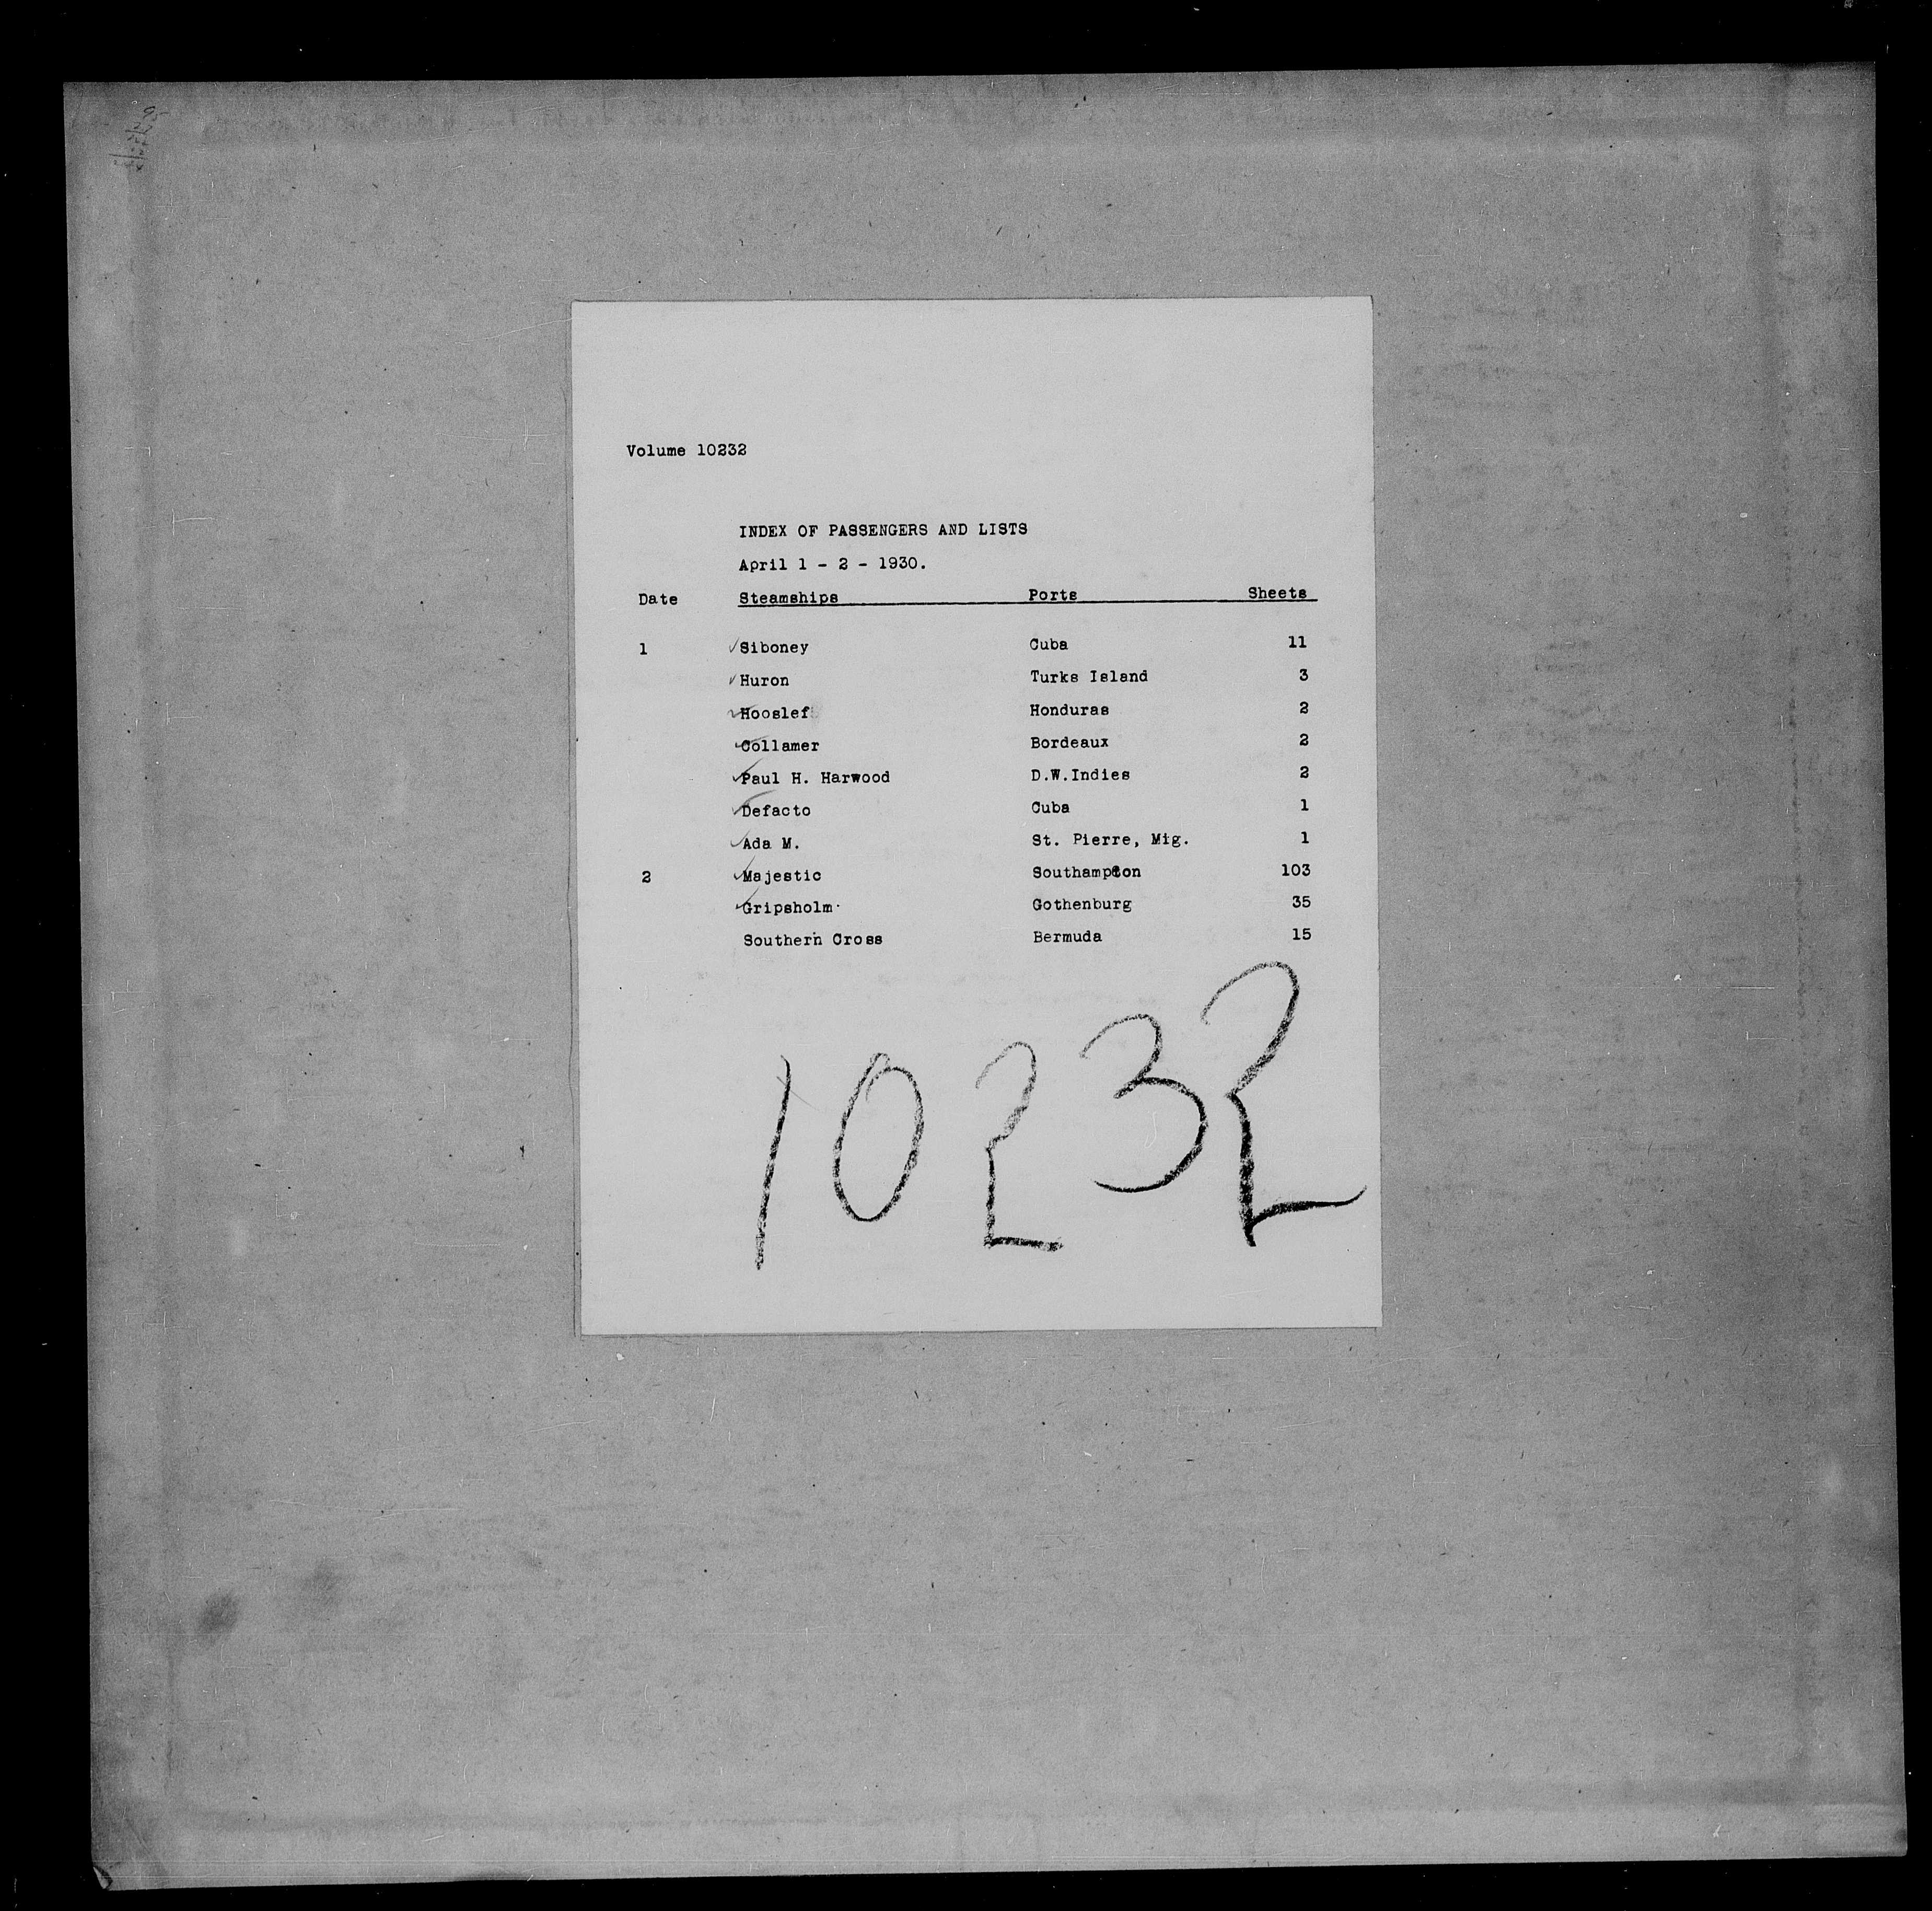 Volume 10232
INDEX OF PASSENGERS AND LISTS
April 1 - 2 - 1930.
Date Steamships Ports Sheets
1 ✓Siboney Cuba 11
✓Huron Turks Island 3
✓Hooslef Honduras 2
✓Collamer Bordeaux 2
✓Paul H. Harwood D.W.Indies 2
✓Defacto Cuba 1
✓Ada M. St. Pierre, Mig. 1
2 ✓Majestic Southampton 103
✓Gripsholm Gothenburg 35
Southern Cross Bermuda 15
10232